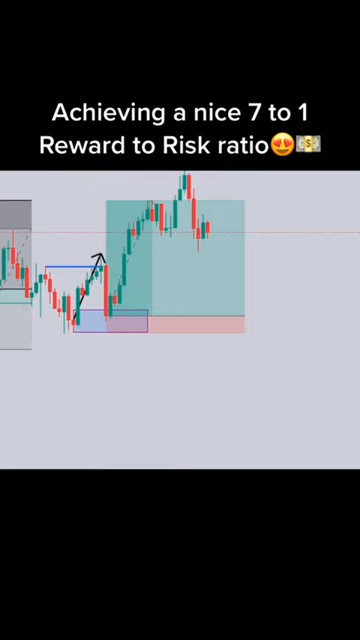 Achieving a nice 7 to 1
Reward to Risk ratio😍💵